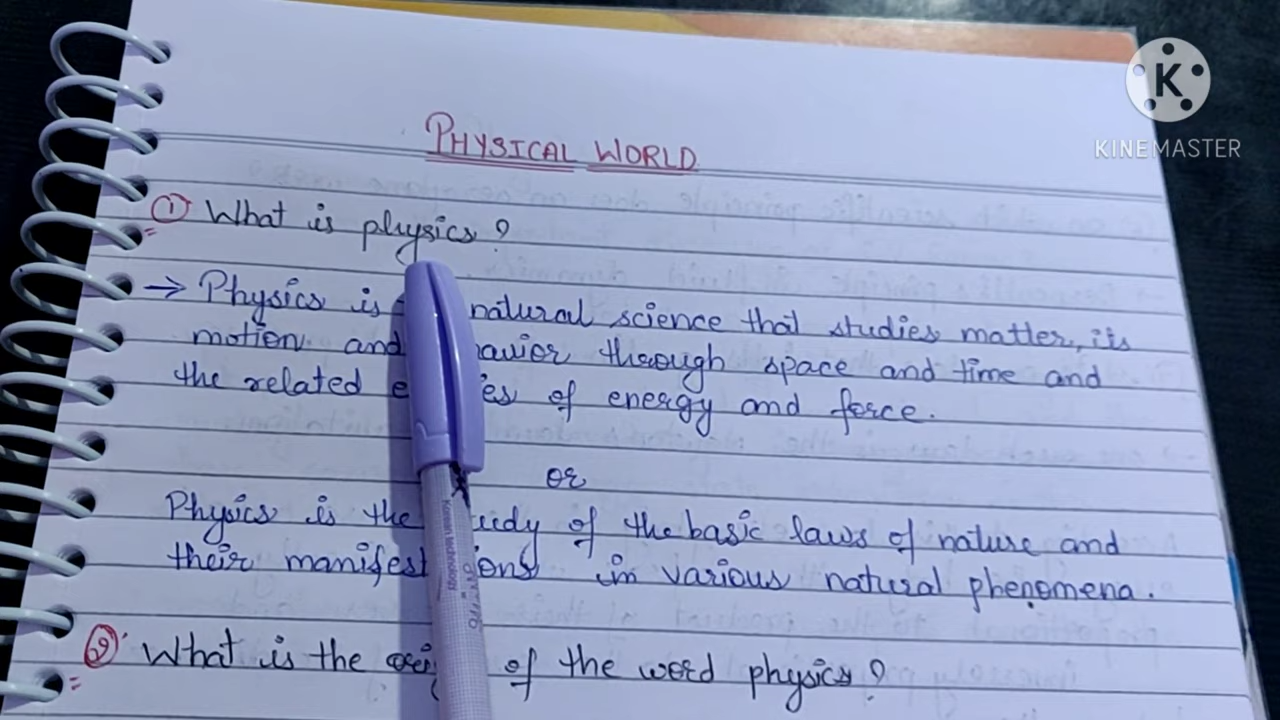 K
KINEMASTER
PHYSICAL WORLD
① What is physics?
→ Physics is natural science that studies matter, its
motion and through space and time and
the related of energy and force.
or
Physics is the of the basic laws of nature and
their in various natural phenomena.
② What is the of the word physics?